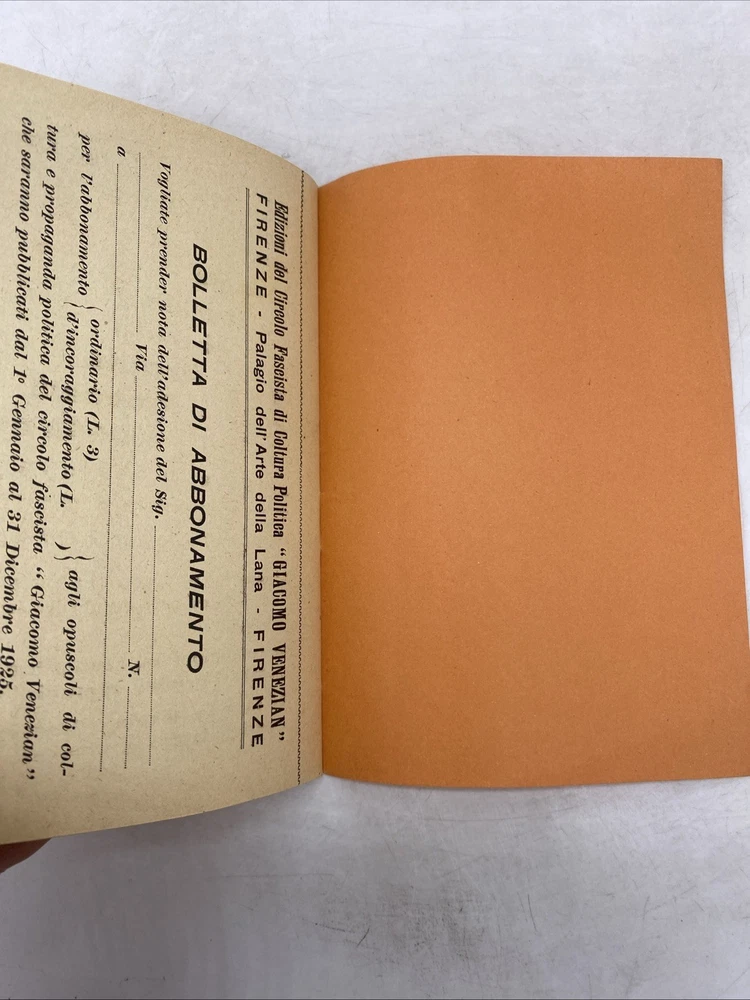 Edizioni del Circolo Fascista di Coltura Politica “GIACOMO VENEZIAN”
FIRENZE - Palagio dell'Arte della Lana - FIRENZE
BOLLETTA DI ABBONAMENTO
Vogliate prender nota dell'adesione del Sig.
Via N.
a
per l'abbonamento { ordinario (L. 3) d'incoraggiamento (L. ) } agli opuscoli di col-
tura e propaganda politica del circolo fascista “Giacomo Venezian”
che saranno pubblicati dal 1º Gennaio al 31 Dicembre 1925.